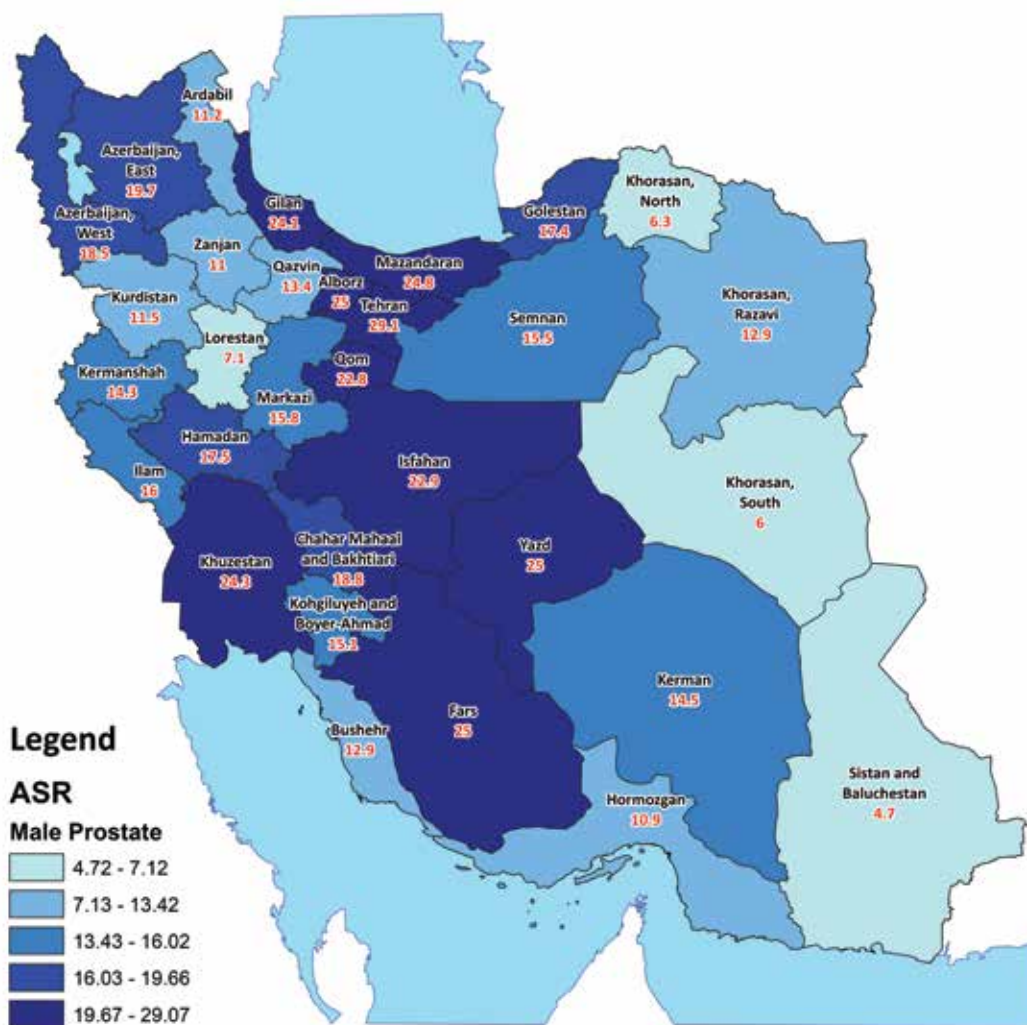 Ardabil
11.2
Azerbaijan,
East
19.7
Azerbaijan,
West
18.5
Gilan
24.1
Zanjan
11
Qazvin
13.4
Alborz
25
Mazandaran
24.8
Tehran
29.1
Golestan
17.4
Khorasan,
North
6.3
Khorasan,
Razavi
12.9
Semnan
15.5
Kurdistan
11.5
Lorestan
7.1
Qom
22.8
Kermanshah
14.3
Markazi
15.8
Hamadan
17.5
Ilam
16
Isfahan
22.9
Khorasan,
South
6
Khuzestan
24.3
Chahar Mahaal
and Bakhtiari
18.8
Yazd
25
Kohgiluyeh and
Boyer-Ahmad
15.1
Kerman
14.5
Fars
25
Bushehr
12.9
Hormozgan
10.9
Sistan and
Baluchestan
4.7
Legend
ASR
Male Prostate
4.72 - 7.12
7.13 - 13.42
13.43 - 16.02
16.03 - 19.66
19.67 - 29.07